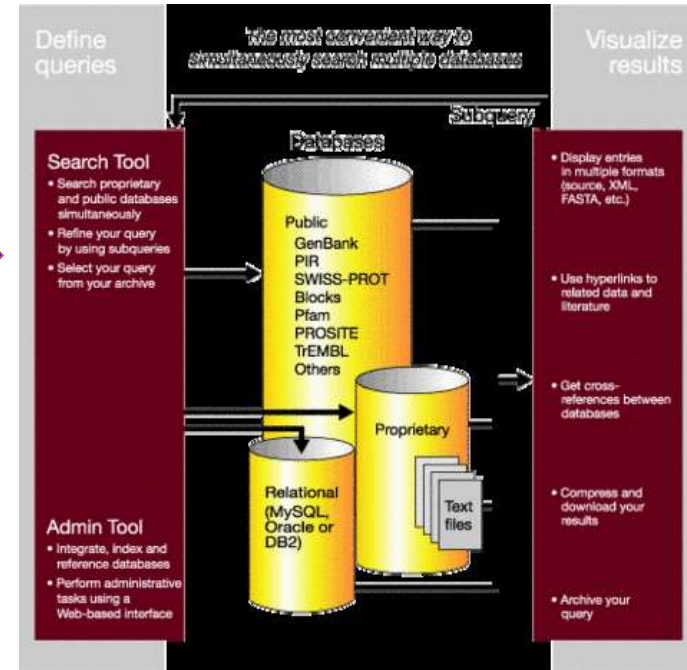 Define
queries
The most convenient way to
simultaneously search multiple databases
Visualize
results
Subquery
Databases
Search Tool
• Search proprietary
and public databases
simultaneously
• Refine your query
by using subqueries
• Select your query
from your archive
Admin Tool
• Integrate, index and
reference databases
• Perform administrative
tasks using a
Web-based interface
Public
GenBank
PIR
SWISS-PROT
Blocks
Pfam
PROSITE
TrEMBL
Others
Proprietary
Text
files
Relational
(MySQL,
Oracle or
DB2)
• Display entries
in multiple formats
(source, XML,
FASTA, etc.)
• Use hyperlinks to
related data and
literature
• Get cross-
references between
databases
• Compress and
download your
results
• Archive your
query